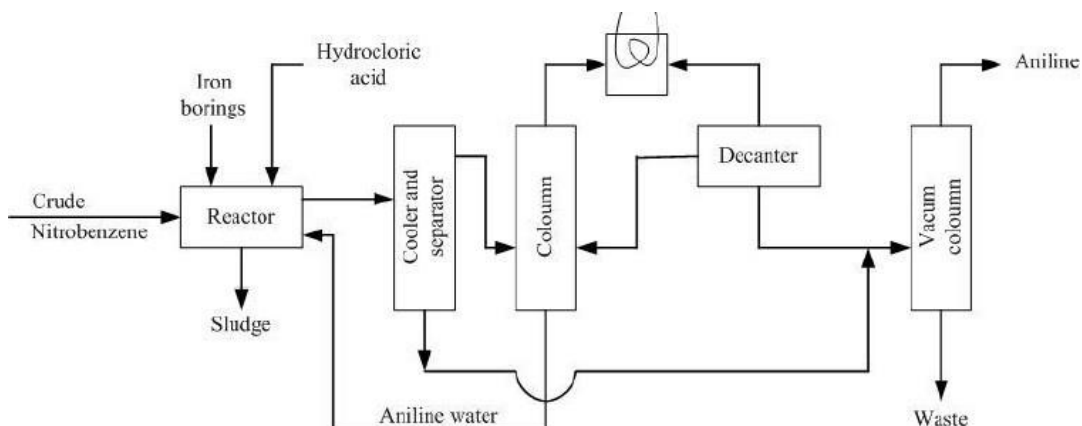 Hydrocloric
acid
Iron
borings
Crude
Nitrobenzene
Reactor
Sludge
Cooler and
separator
Coloumn
Decanter
Vacum
coloumn
Aniline
Aniline water
Waste